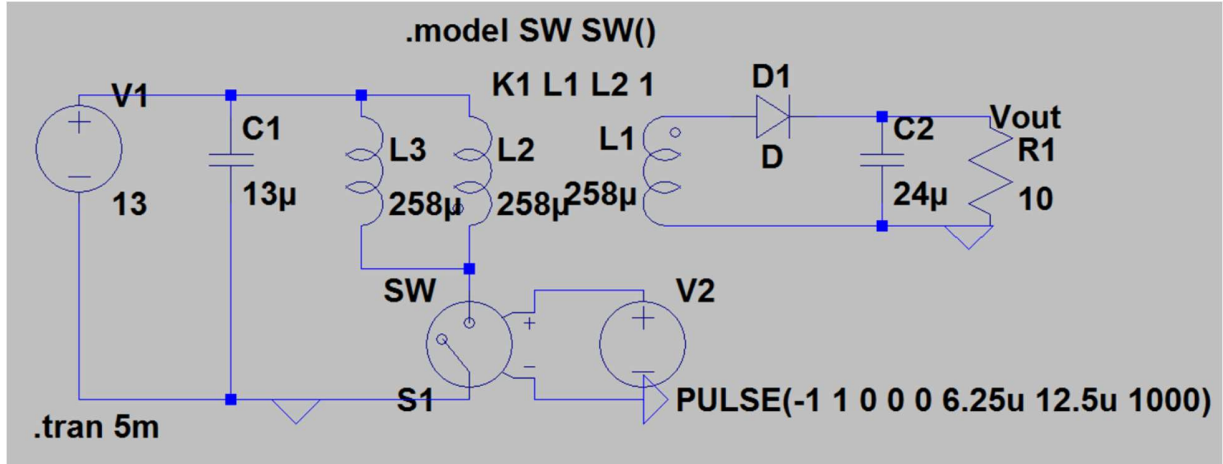 .model SW SW()
K1 L1 L2 1
V1
13
C1
13µ
L3
258µ
L2
258µ
L1
258µ
D1
D
C2
24µ
Vout
R1
10
SW
S1
V2
PULSE(-1 1 0 0 0 6.25u 12.5u 1000)
.tran 5m